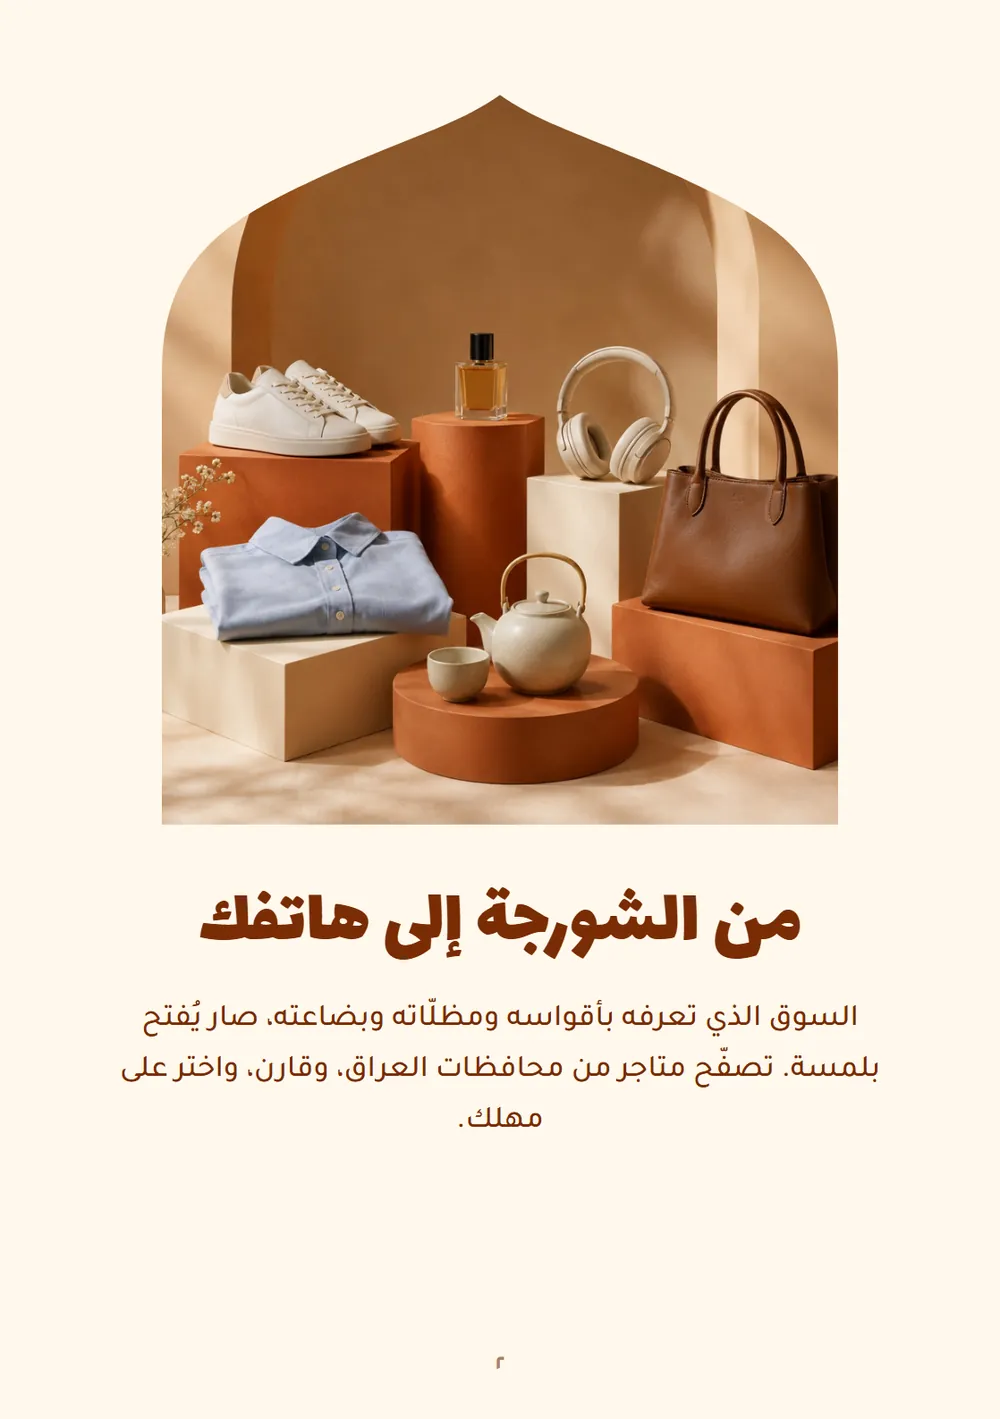 من الشورجة إلى هاتفك
السوق الذي تعرفه بأقواسه ومظلّاته وبضاعته، صار يُفتح
بلمسة. تصفّح متاجر من محافظات العراق، وقارن، واختر على
مهلك.
٢